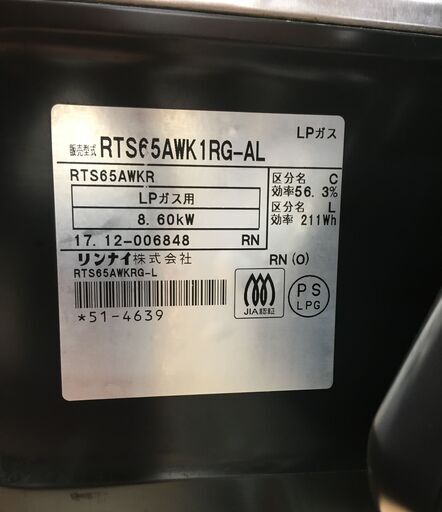 LPガス
販売型式 RTS65AWK1RG-AL
RTS65AWKR
区分名 C
効率56.3%
LPガス用
区分名 L
8.60kW
効率 211Wh
17.12-006848 RN
リンナイ株式会社 RN (0)
RTS65AWKRG-L
*51-4639
JIA認証
PS
LPG